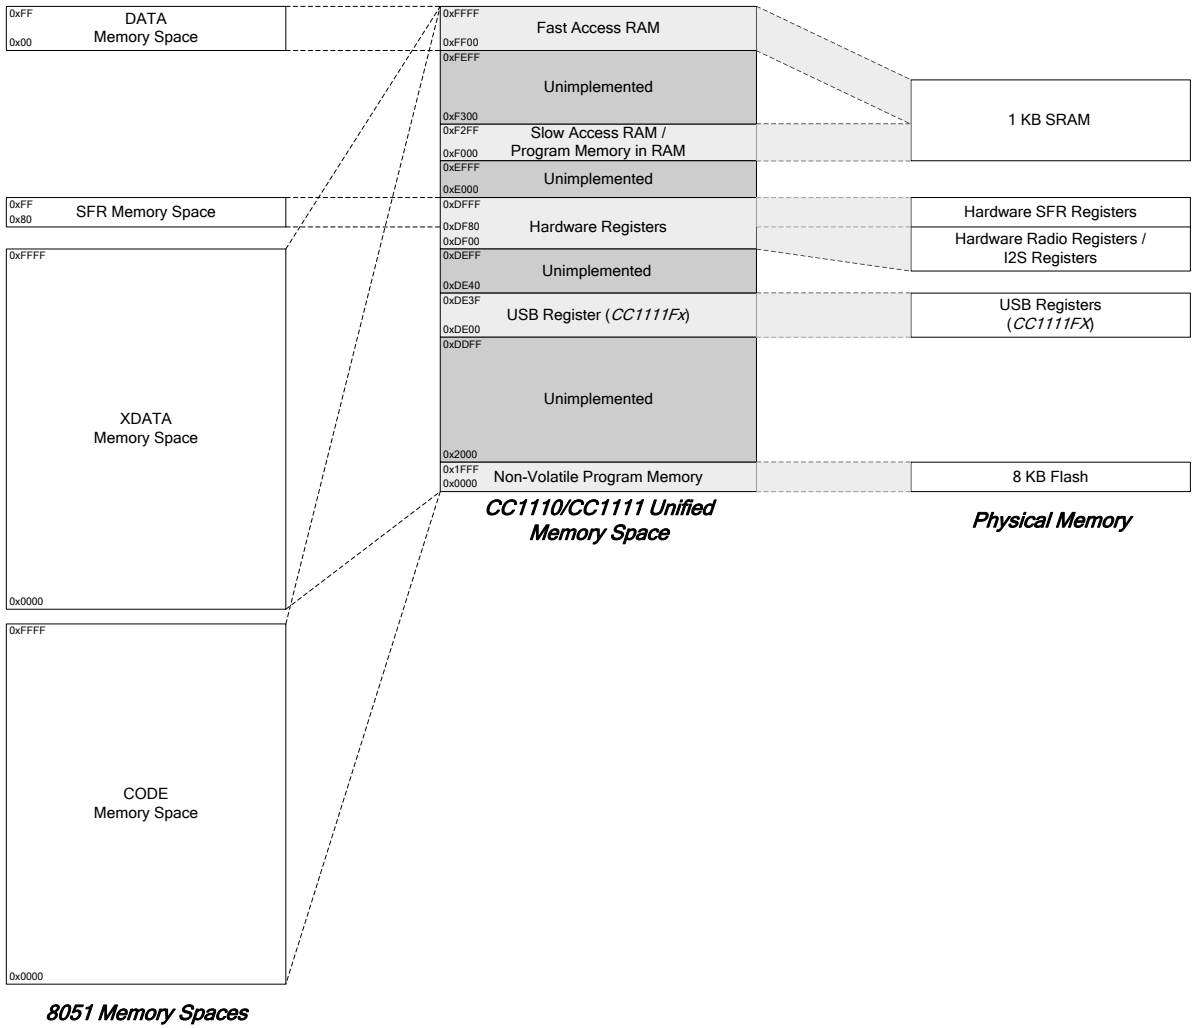 0xFF
DATA
Memory Space
0x00
0xFF
SFR Memory Space
0x80
0xFFFF
XDATA
Memory Space
0x0000
0xFFFF
CODE
Memory Space
0x0000
8051 Memory Spaces
0xFFFF
Fast Access RAM
0xFF00
0xFEFF
Unimplemented
0xF300
0xF2FF
Slow Access RAM /
Program Memory in RAM
0xF000
0xEFFF
Unimplemented
0xE000
0xDFFF
0xDF80
Hardware Registers
0xDF00
0xDEFF
Unimplemented
0xDE40
0xDE3F
USB Register (CC1111Fx)
0xDE00
0xDDFF
Unimplemented
0x2000
0x1FFF
Non-Volatile Program Memory
0x0000
CC1110/CC1111 Unified
Memory Space
1 KB SRAM
Hardware SFR Registers
Hardware Radio Registers /
I2S Registers
USB Registers
(CC1111FX)
8 KB Flash
Physical Memory